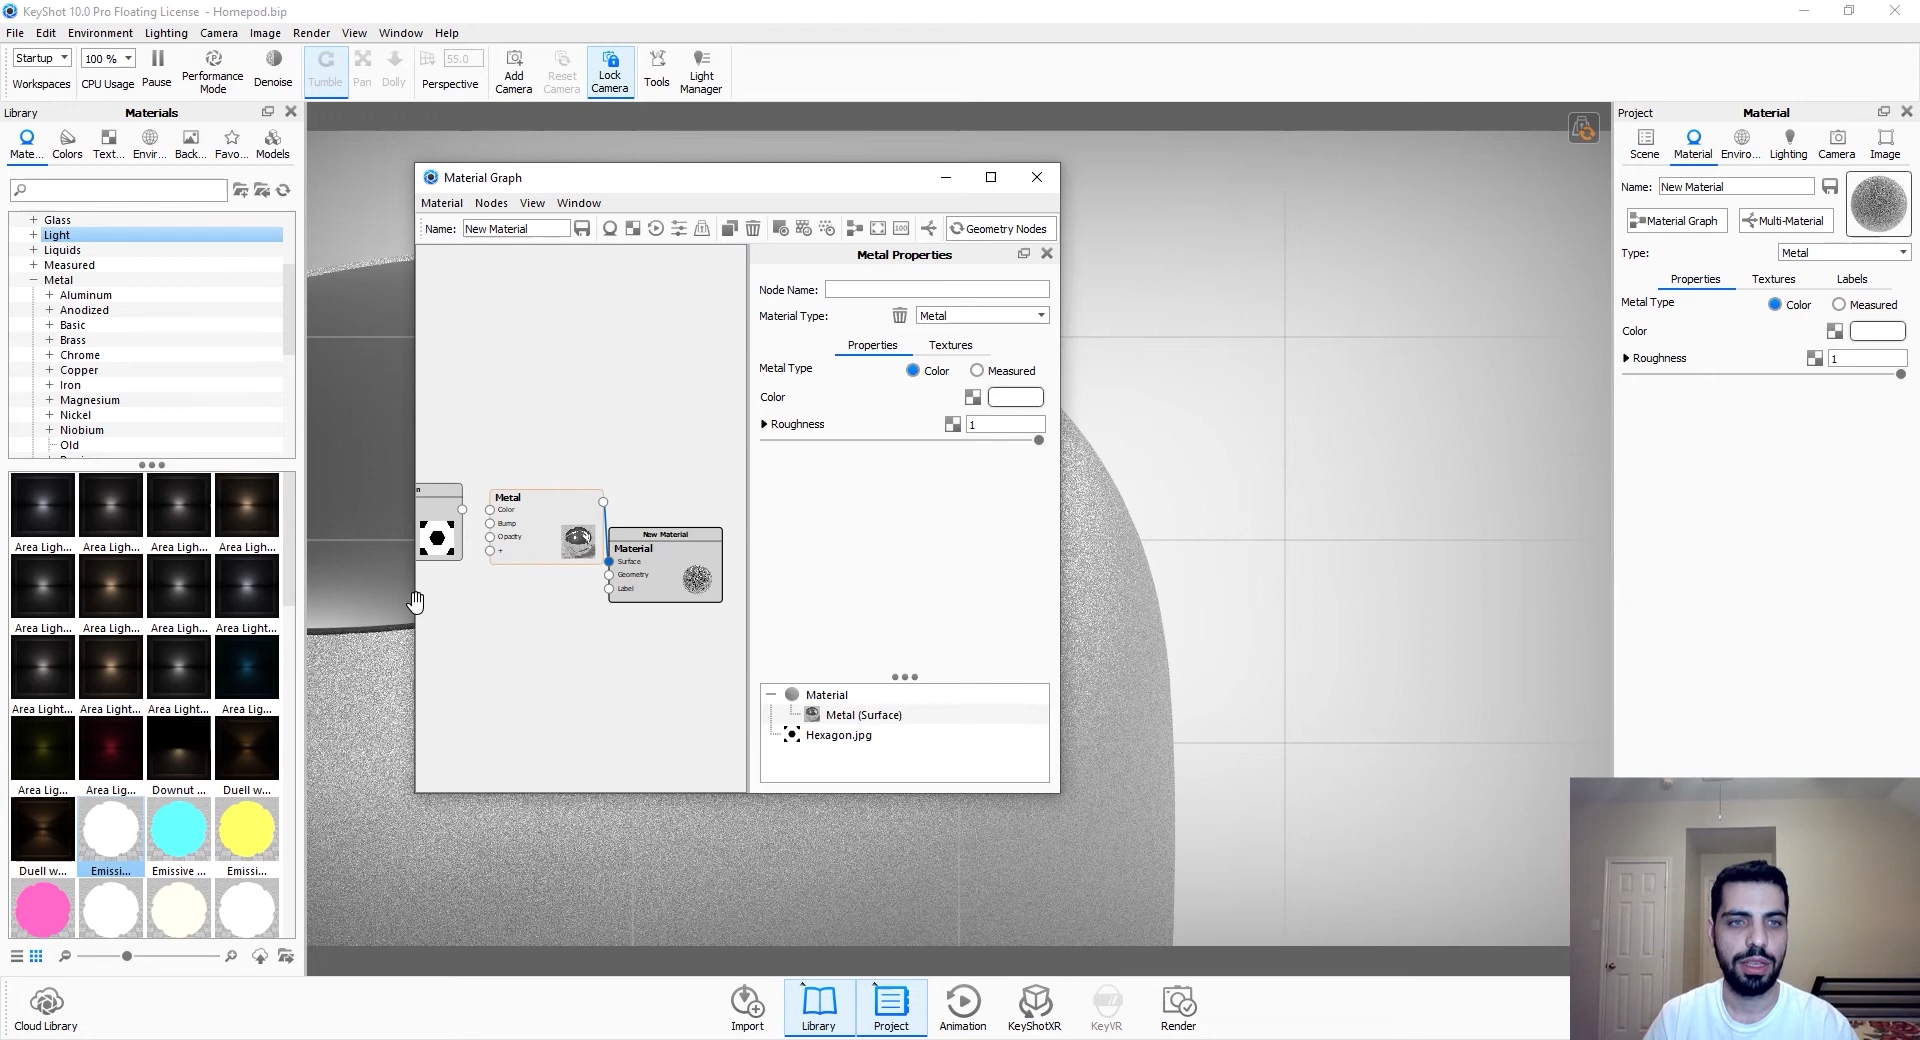 KeyShot 10.0 Pro Floating License - Homepod.bip
File Edit Environment Lighting Camera Image Render View Window Help
Startup
Workspaces
100 %
CPU Usage
Pause
Performance
Mode
Denoise
Tumble
Pan
Dolly
55.0
Perspective
Add
Camera
Reset
Camera
Lock
Camera
Tools
Light
Manager
Library
Materials
Mate... Colors Text... Envir... Back... Favo... Models
Glass
Light
Liquids
Measured
Metal
Aluminum
Anodized
Basic
Brass
Chrome
Copper
Iron
Magnesium
Nickel
Niobium
Old
Area Ligh... Area Ligh... Area Ligh... Area Ligh...
Area Ligh... Area Ligh... Area Ligh... Area Light...
Area Light... Area Light... Area Light... Area Lig...
Area Lig... Area Lig... Downut ... Duell w...
Duell w... Emissi... Emissive ... Emissi...
Cloud Library
Material Graph
Material Nodes View Window
Name: New Material
100
Geometry Nodes
n
Metal
Color
Bump
Opacity
+
New Material
Material
Surface
Geometry
Label
Metal Properties
Node Name:
Material Type: Metal
Properties Textures
Metal Type Color Measured
Color
Roughness 1
Material
Metal (Surface)
Hexagon.jpg
Import
Library
Project
Animation
KeyShotXR
KeyVR
Render
Project
Material
Scene Material Enviro... Lighting Camera Image
Name: New Material
Material Graph Multi-Material
Type: Metal
Properties Textures Labels
Metal Type Color Measured
Color
Roughness 1